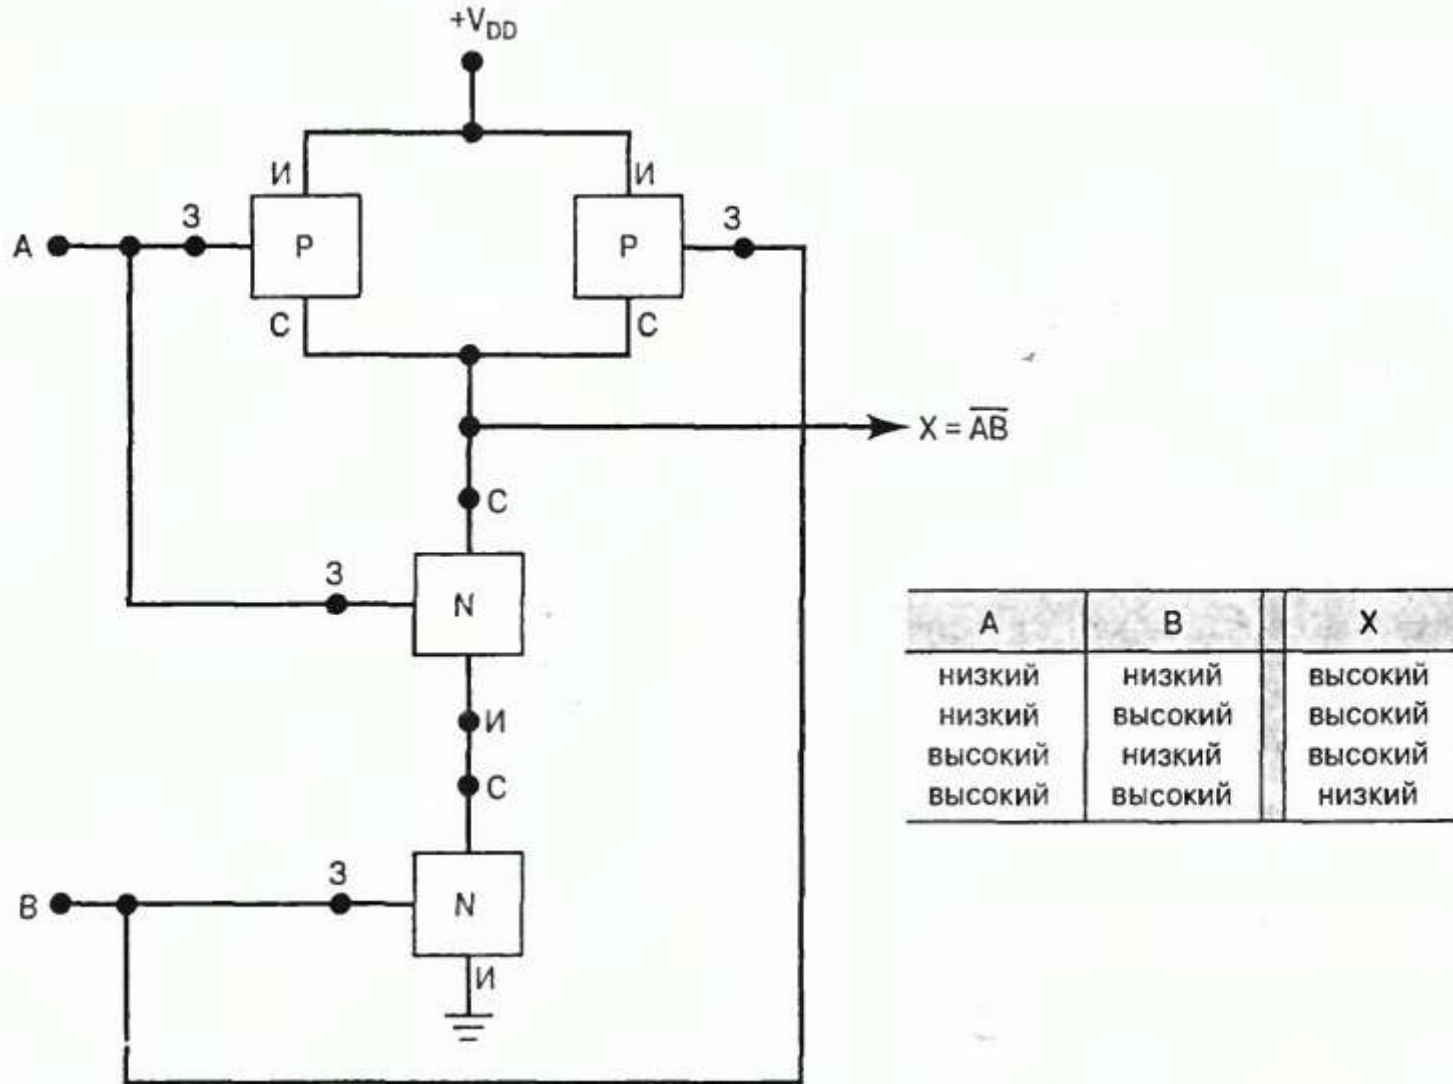 +V_DD
И И
A З P P З
С С
X = \overline{AB}
С
З N
И
С
B З N
И
A B X
низкий низкий высокий
низкий высокий высокий
высокий низкий высокий
высокий высокий низкий